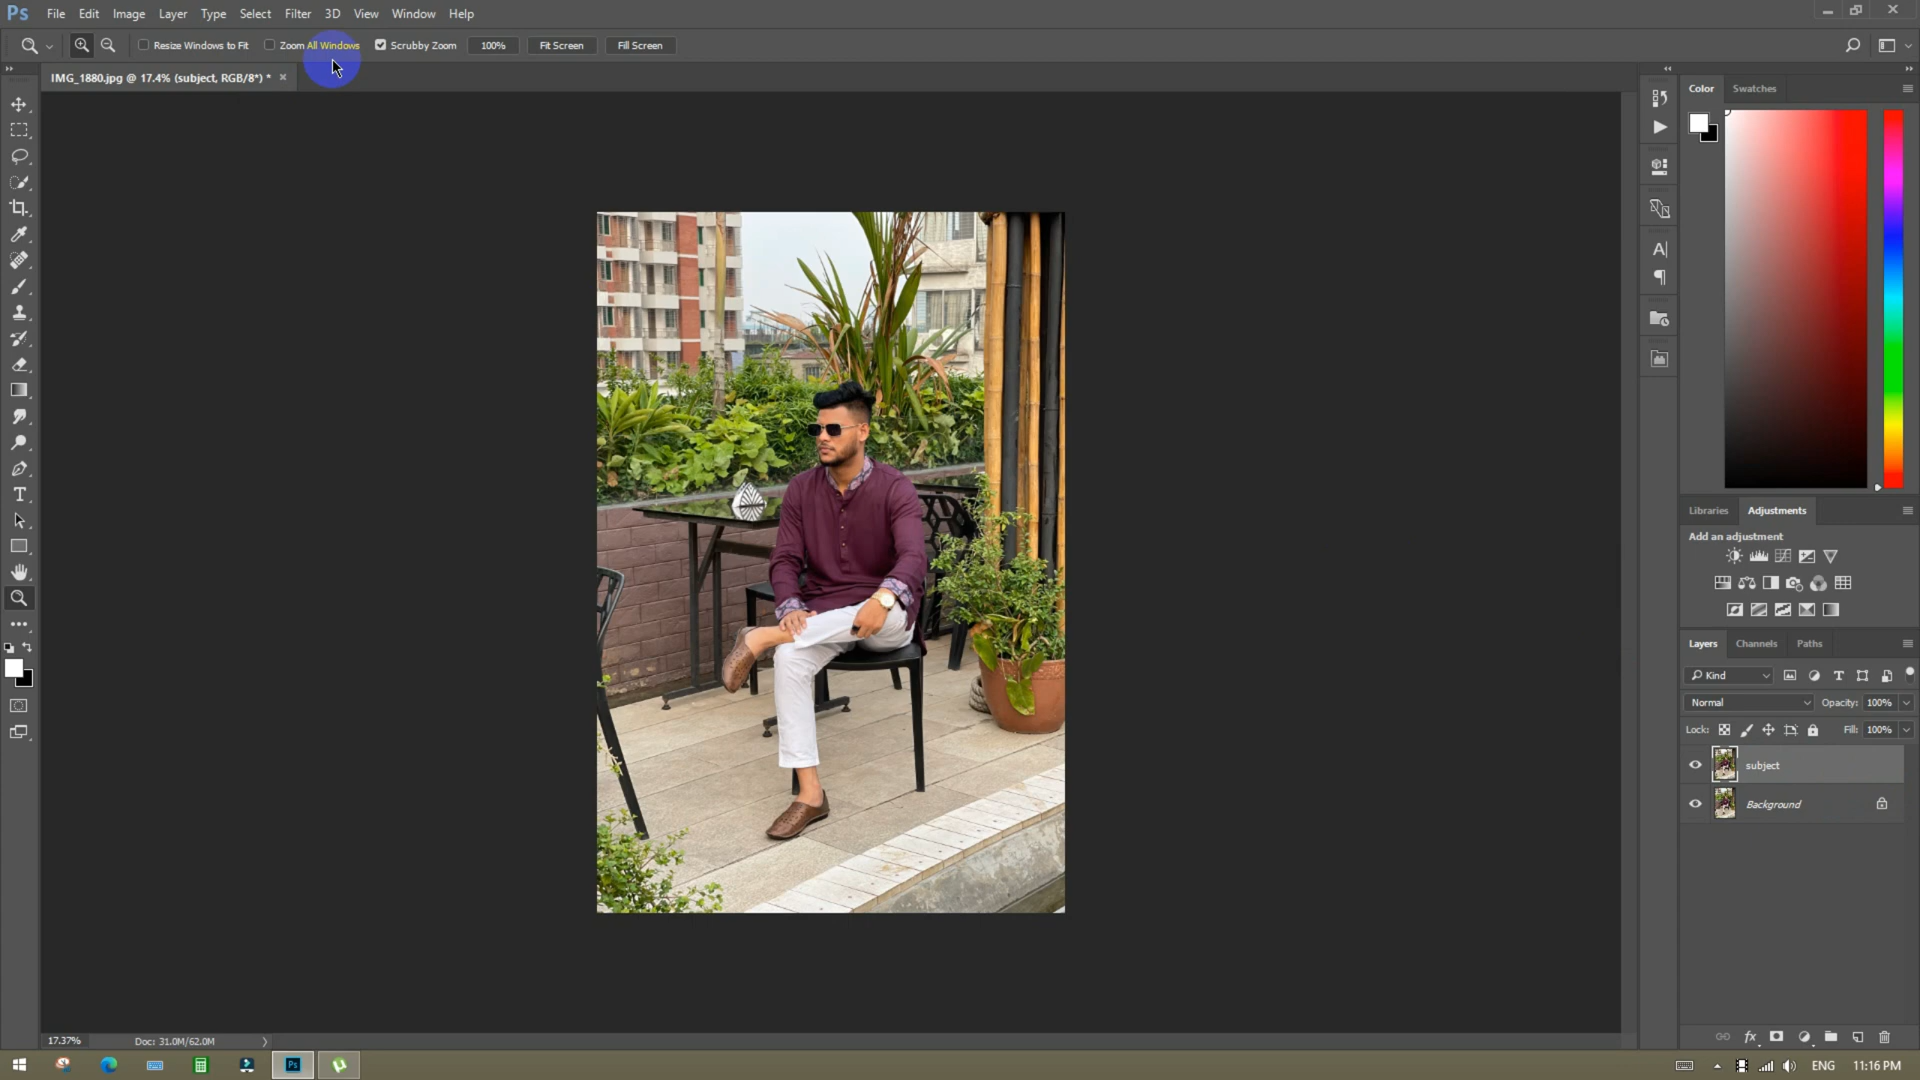 Ps File Edit Image Layer Type Select Filter 3D View Window Help
Resize Windows to Fit Zoom All Windows Scrubby Zoom 100% Fit Screen Fill Screen
IMG_1880.jpg @ 17.4% (subject, RGB/8*) *
Color Swatches
Libraries Adjustments
Add an adjustment
Layers Channels Paths
Kind
Normal Opacity: 100%
Lock: Fill: 100%
subject
Background
17.37% Doc: 31.0M/62.0M
Ps ENG 11:16 PM